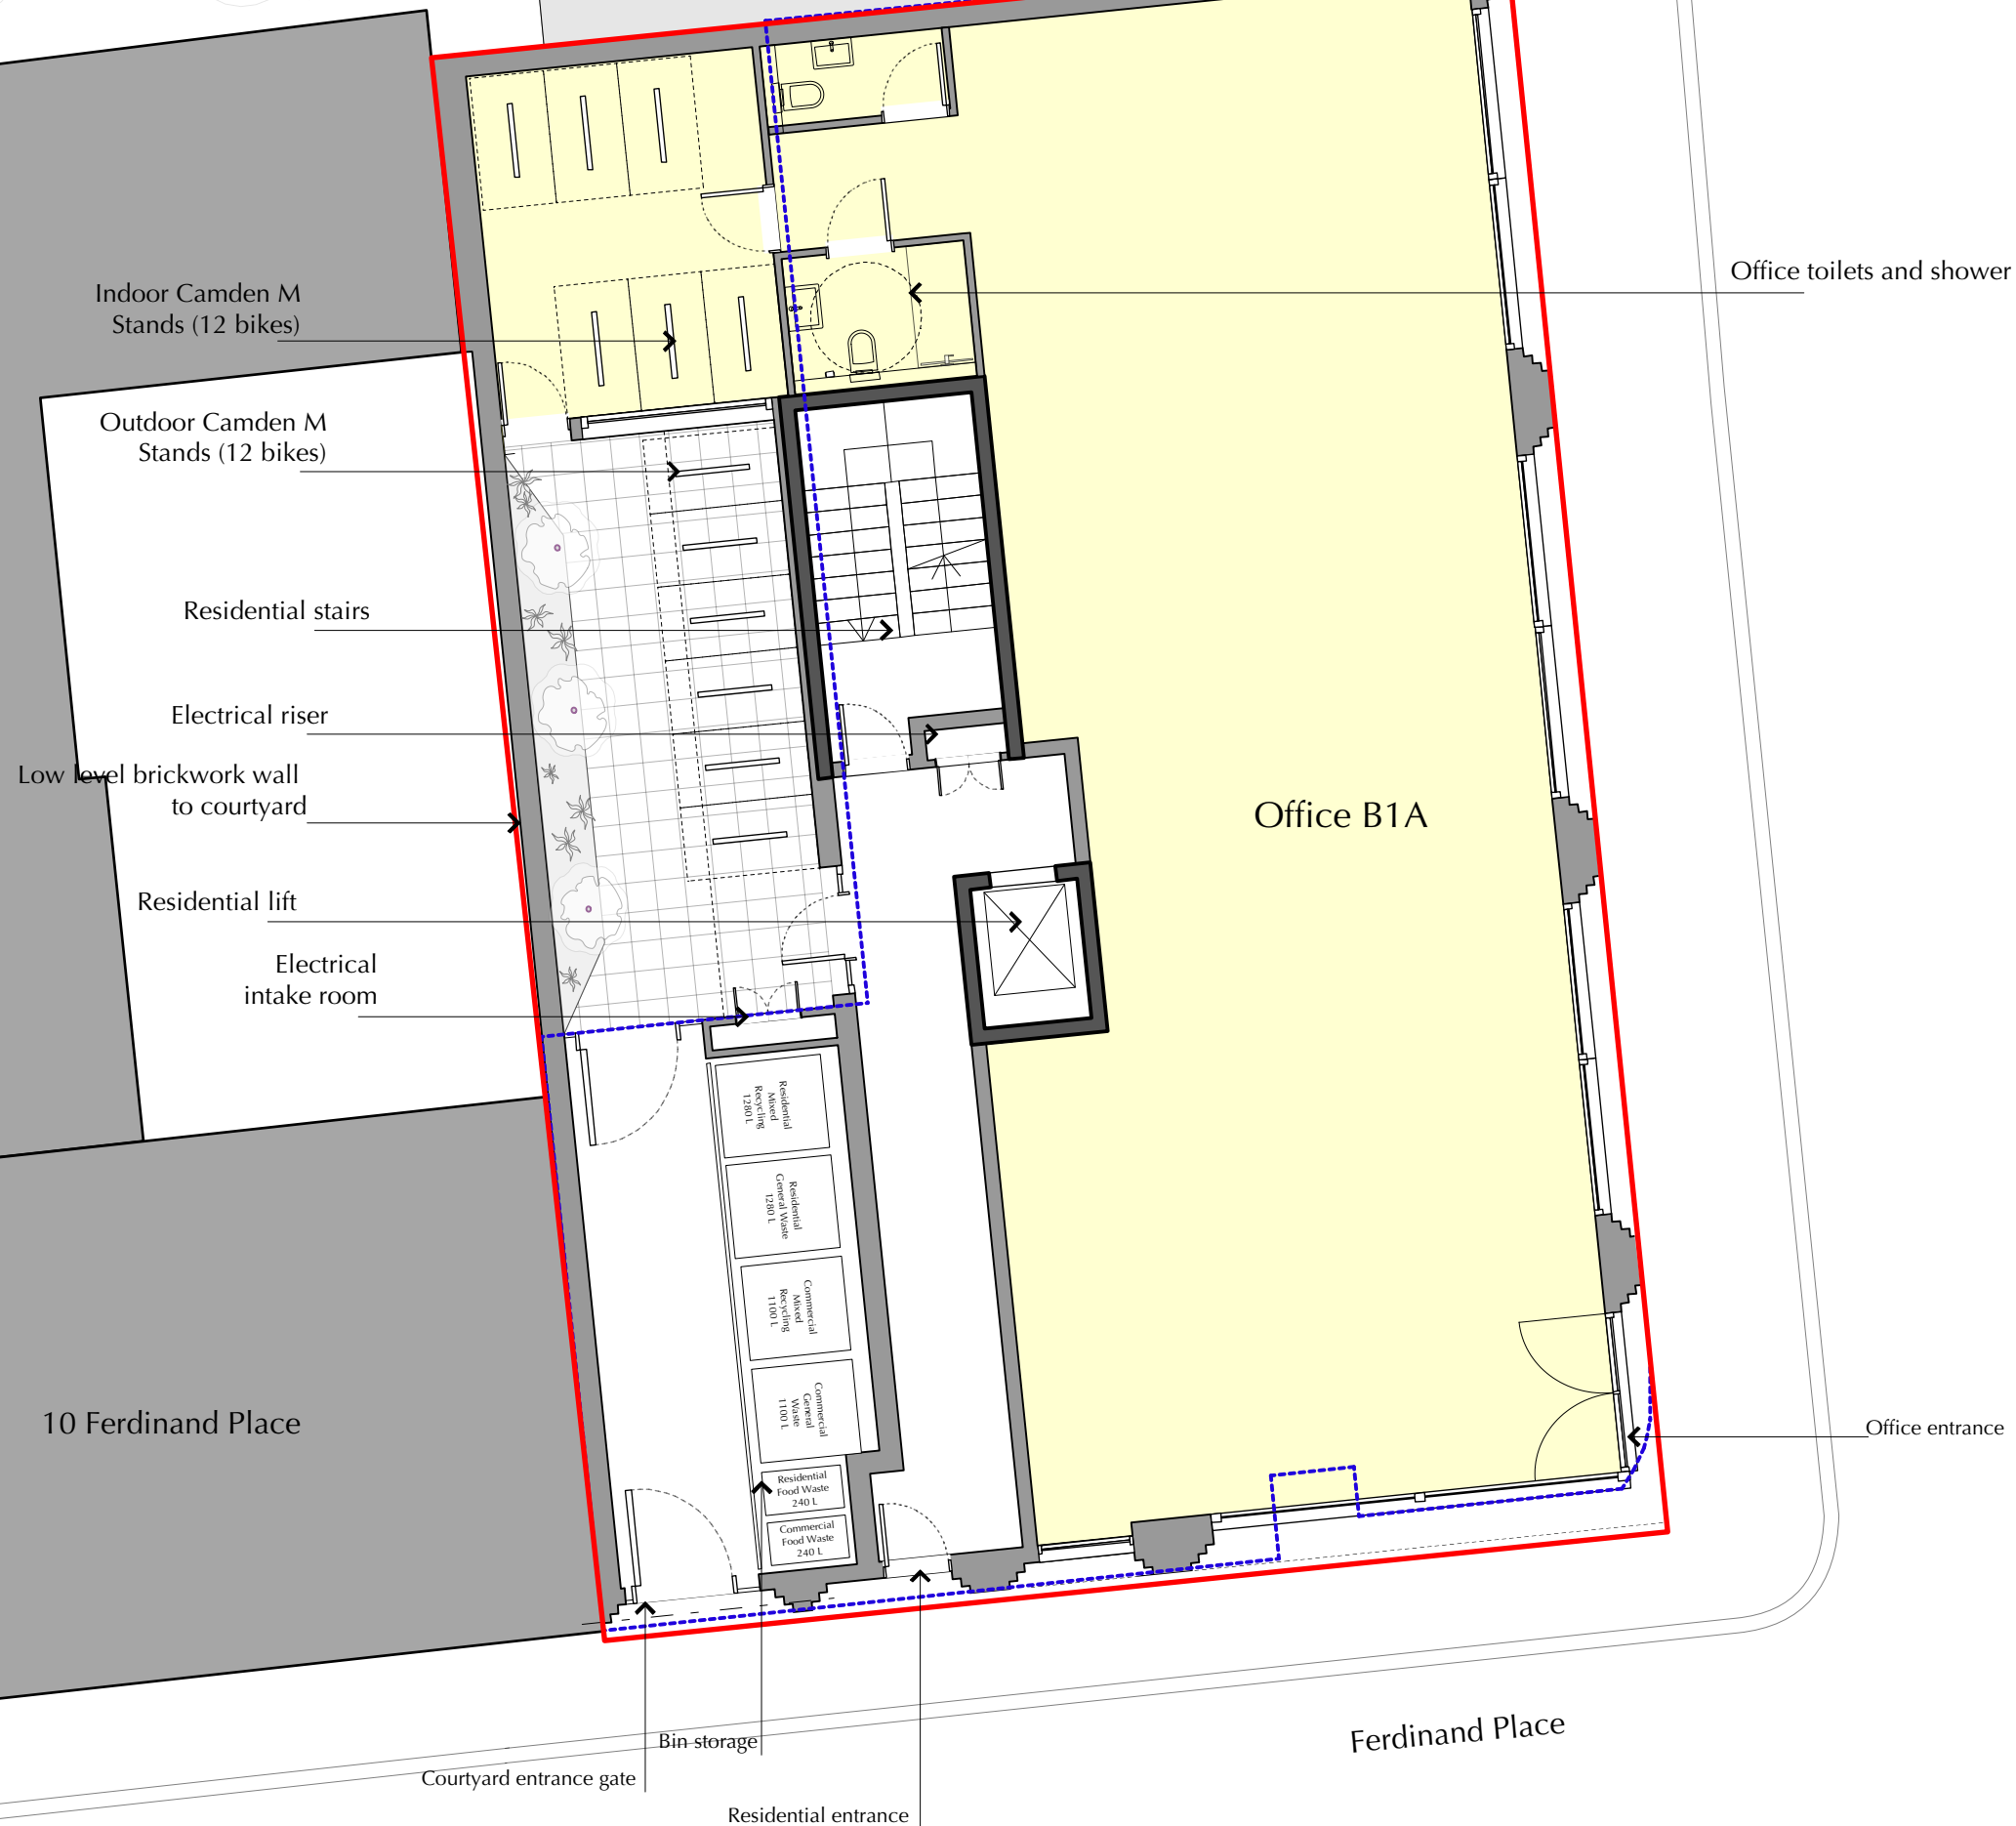 Office toilets and shower
Indoor Camden M
Stands (12 bikes)
Outdoor Camden M
Stands (12 bikes)
Residential stairs
Electrical riser
Low level brickwork wall
to courtyard
Office B1A
Residential lift
Electrical
intake room
Residential
Mixed
Recycling
1280 L
Residential
General Waste
1280 L
Commercial
Mixed
Recycling
1100 L
Commercial
General
Waste
1100 L
10 Ferdinand Place
Office entrance
Residential
Food Waste
240 L
Commercial
Food Waste
240 L
Ferdinand Place
Bin storage
Courtyard entrance gate
Residential entrance